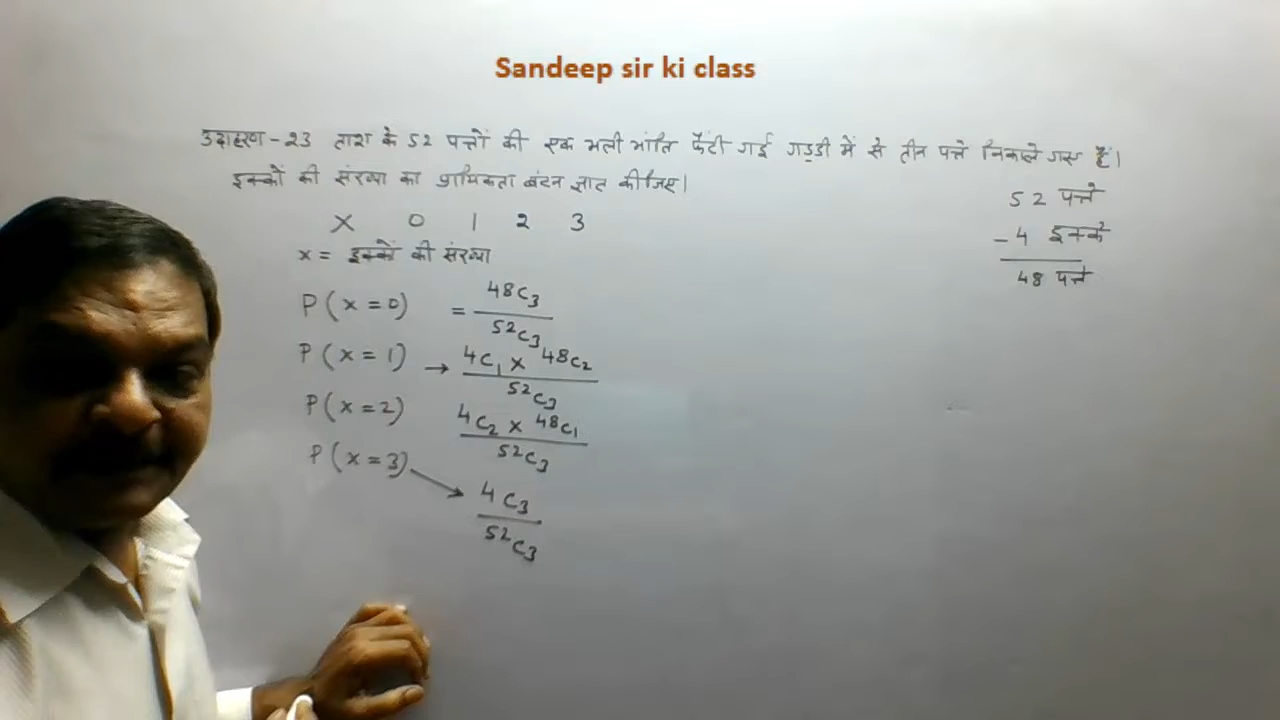 Sandeep sir ki class
उदाहरण-23 ताश के 52 पत्तों की एक भली भांति फैंटी गई गड्डी में से तीन पत्ते निकाले गए हैं।
इक्कों की संख्या का प्रायिकता बंटन ज्ञात कीजिए।
52 पत्ते
-4 इक्के
48 पत्ते
X 0 1 2 3
x = इक्कों की संख्या
P(x=0) = 48C3 / 52C3
P(x=1) → 4C1 × 48C2 / 52C3
P(x=2) 4C2 × 48C1 / 52C3
P(x=3) → 4C3 / 52C3